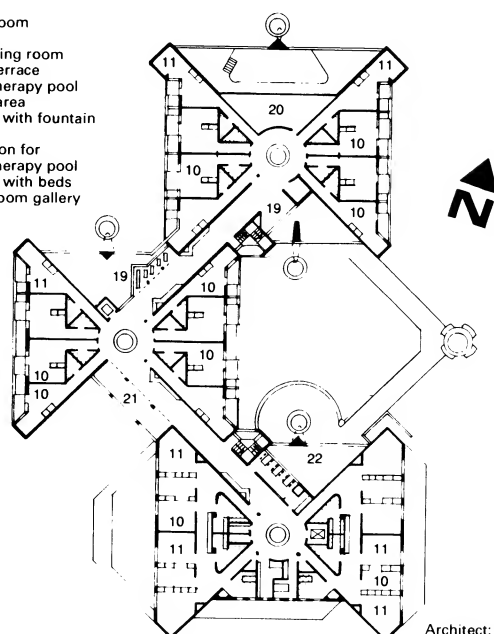 oom
ing room
errace
erapy pool
area
with fountain
on for
erapy pool
with beds
oom gallery
11
11
20
10
10
10
10
19
N
19
11
10
10
10
10
21
22
11
11
10
11
11
10
11
Architect: